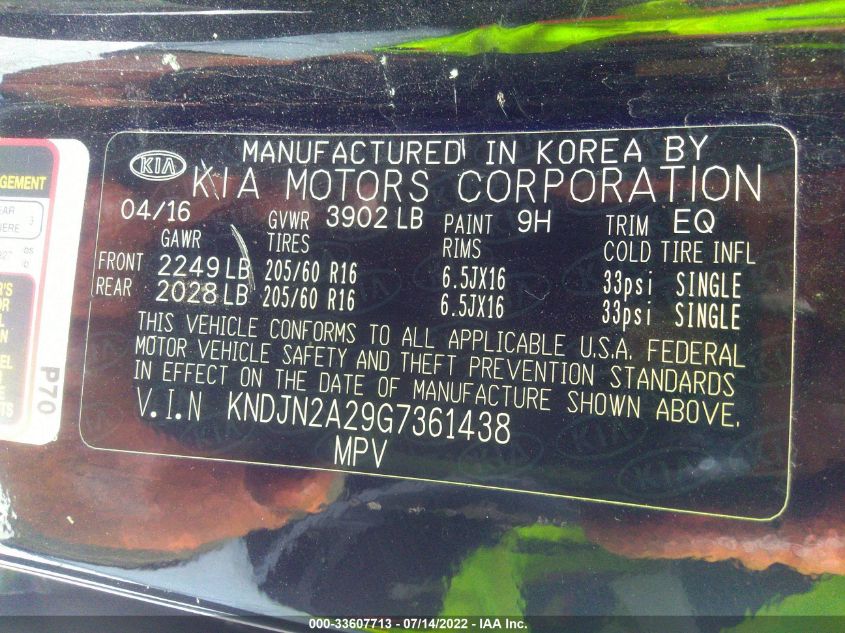 KIA
MANUFACTURED IN KOREA BY
KIA MOTORS CORPORATION
04/16 GVWR 3902 LB PAINT 9H TRIM EQ
GAWR TIRES RIMS COLD TIRE INFL
FRONT 2249 LB 205/60 R16 6.5JX16 33psi SINGLE
REAR 2028 LB 205/60 R16 6.5JX16 33psi SINGLE
THIS VEHICLE CONFORMS TO ALL APPLICABLE U.S.A. FEDERAL
MOTOR VEHICLE SAFETY AND THEFT PREVENTION STANDARDS
IN EFFECT ON THE DATE OF MANUFACTURE SHOWN ABOVE.
V.I.N KNDJN2A29G7361438
MPV
P70
000-33607713 - 07/14/2022 - IAA Inc.